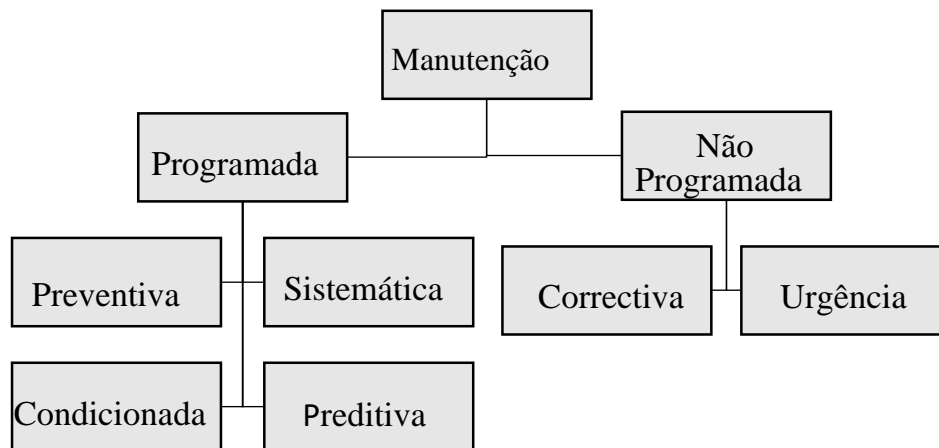 Manutenção
Programada
Não
Programada
Preventiva
Sistemática
Correctiva
Urgência
Condicionada
Preditiva